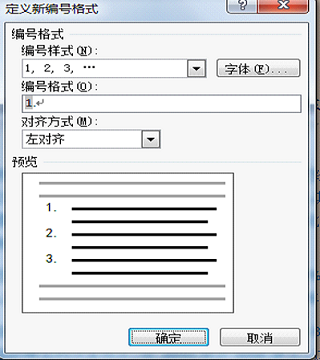 定义新编号格式
编号格式
编号样式(N):
1, 2, 3, …
字体(F)...
编号格式(O):
1.↵
对齐方式(M):
左对齐
预览
1.
2.
3.
确定
取消